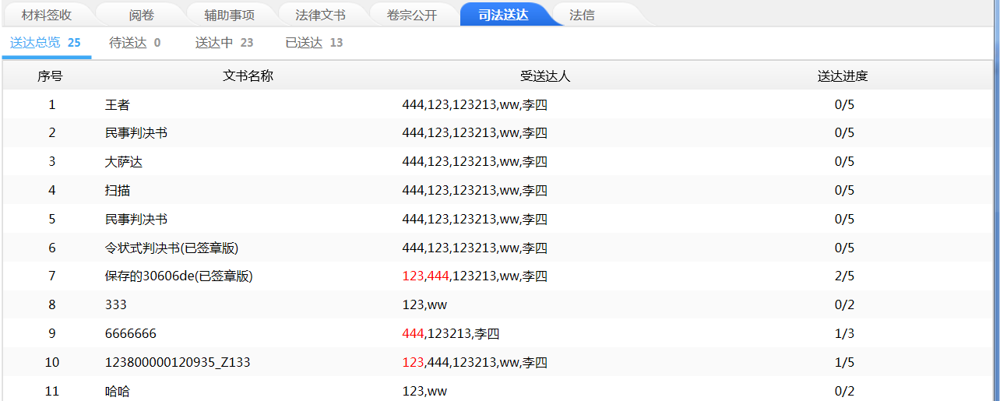 材料签收 阅卷 辅助事项 法律文书 卷宗公开 司法送达 法信
送达总览 25 待送达 0 送达中 23 已送达 13
序号 文书名称 受送达人 送达进度
1 王者 444,123,123213,ww,李四 0/5
2 民事判决书 444,123,123213,ww,李四 0/5
3 大萨达 444,123,123213,ww,李四 0/5
4 扫描 444,123,123213,ww,李四 0/5
5 民事判决书 444,123,123213,ww,李四 0/5
6 令状式判决书(已签章版) 444,123,123213,ww,李四 0/5
7 保存的30606de(已签章版) 123,444,123213,ww,李四 2/5
8 333 123,ww 0/2
9 6666666 444,123213,李四 1/3
10 123800000120935_Z133 123,444,123213,ww,李四 1/5
11 哈哈 123,ww 0/2